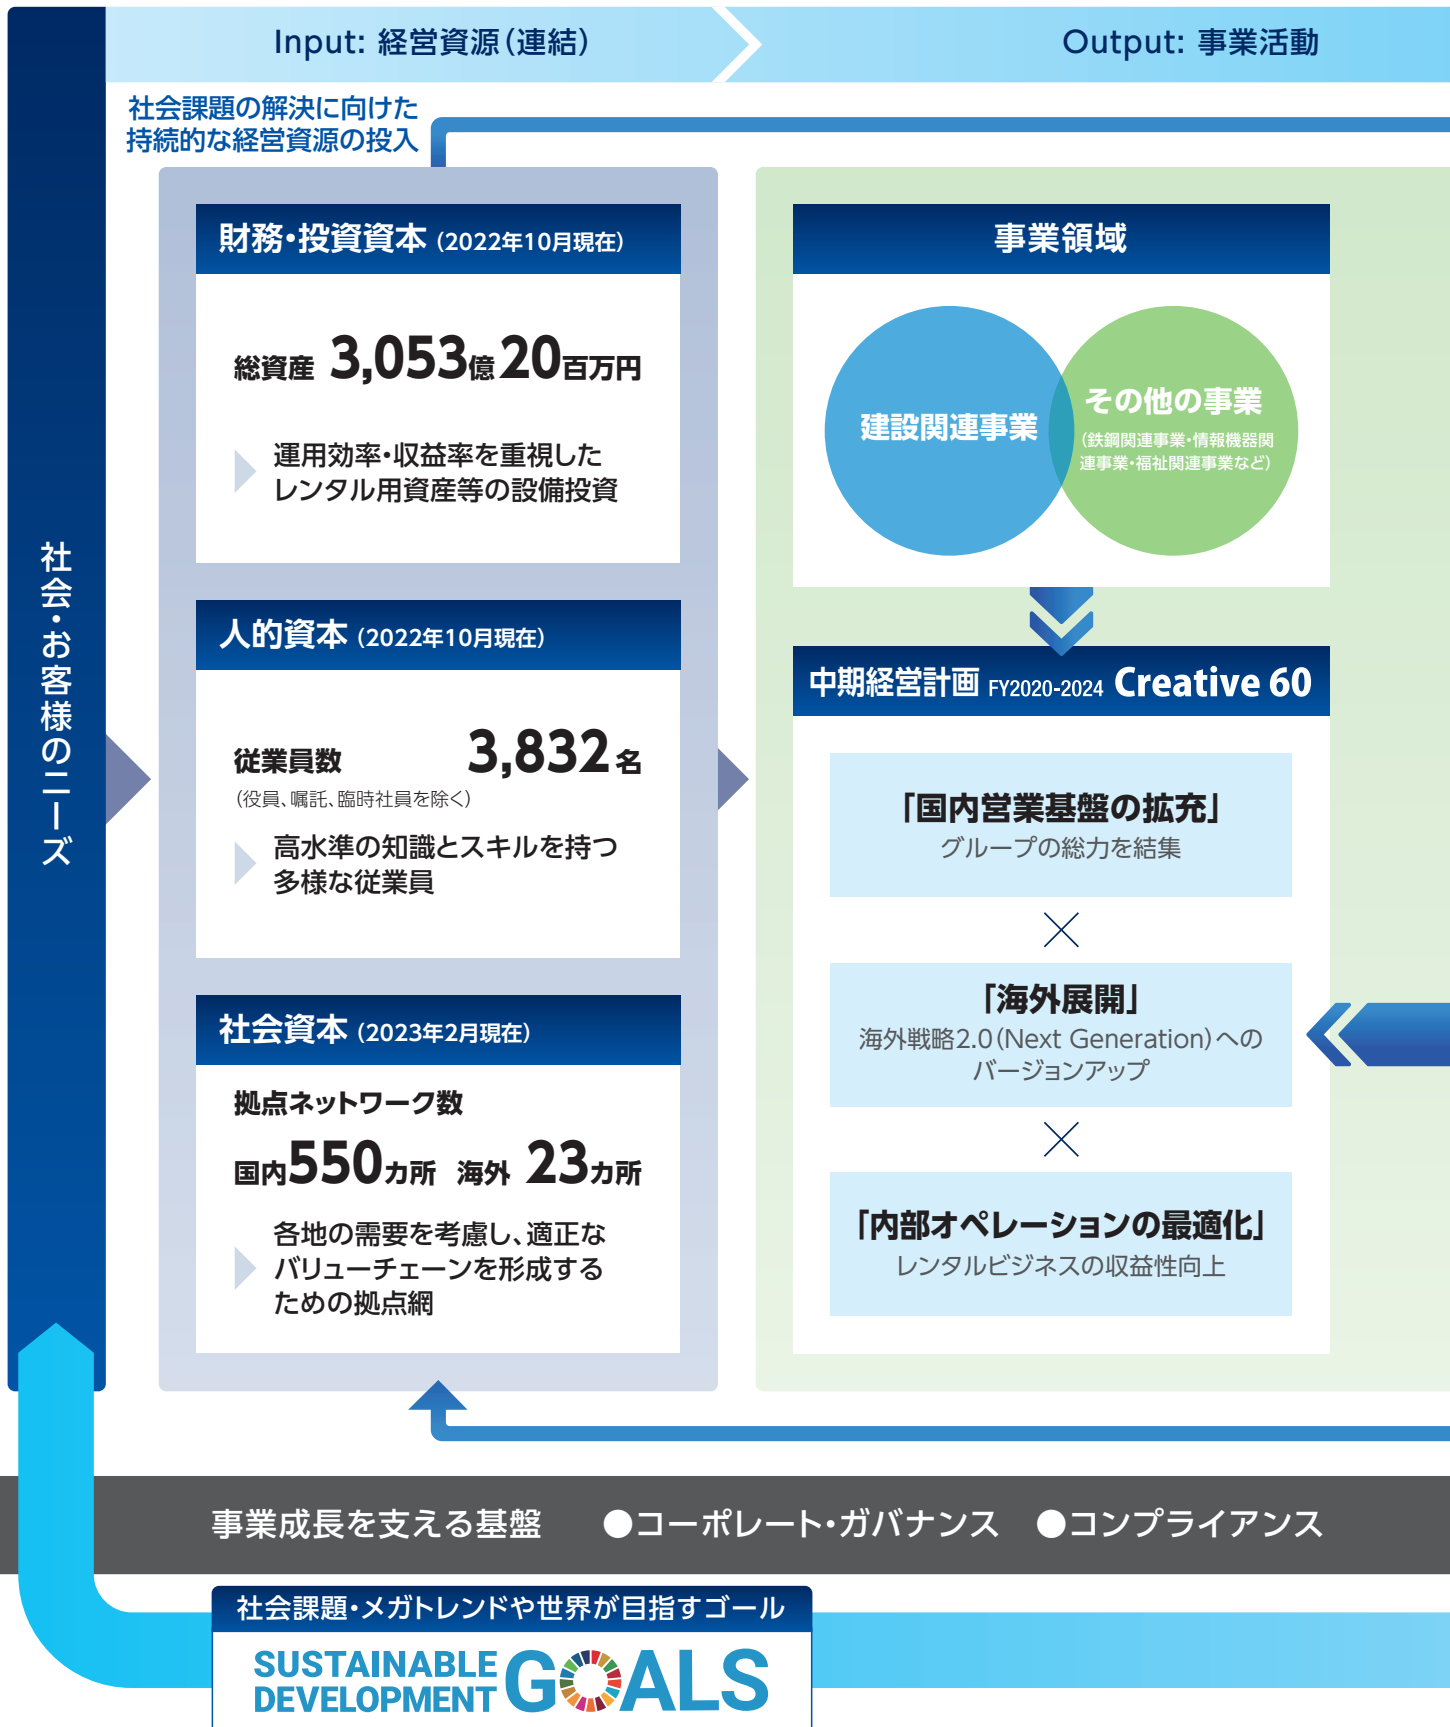 Input: 経営資源（連結）
Output: 事業活動
社会課題の解決に向けた
持続的な経営資源の投入
社会・お客様のニーズ
財務・投資資本（2022年10月現在）
総資産 3,053億20百万円
運用効率・収益率を重視した
レンタル用資産等の設備投資
人的資本（2022年10月現在）
従業員数 3,832名
（役員、嘱託、臨時社員を除く）
高水準の知識とスキルを持つ
多様な従業員
社会資本（2023年2月現在）
拠点ネットワーク数
国内550カ所 海外 23カ所
各地の需要を考慮し、適正な
バリューチェーンを形成する
ための拠点網
事業領域
建設関連事業
その他の事業
（鉄鋼関連事業・情報機器関
連事業・福祉関連事業など）
中期経営計画 FY2020-2024 Creative 60
「国内営業基盤の拡充」
グループの総力を結集
×
「海外展開」
海外戦略2.0（Next Generation）への
バージョンアップ
×
「内部オペレーションの最適化」
レンタルビジネスの収益性向上
事業成長を支える基盤 ●コーポレート・ガバナンス ●コンプライアンス
社会課題・メガトレンドや世界が目指すゴール
SUSTAINABLE
DEVELOPMENT GOALS